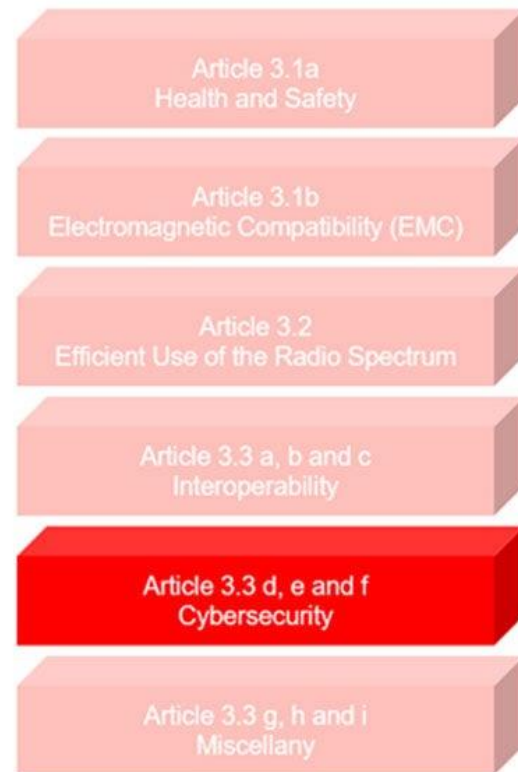 Article 3.1a
Health and Safety
Article 3.1b
Electromagnetic Compatibility (EMC)
Article 3.2
Efficient Use of the Radio Spectrum
Article 3.3 a, b and c
Interoperability
Article 3.3 d, e and f
Cybersecurity
Article 3.3 g, h and i
Miscellany